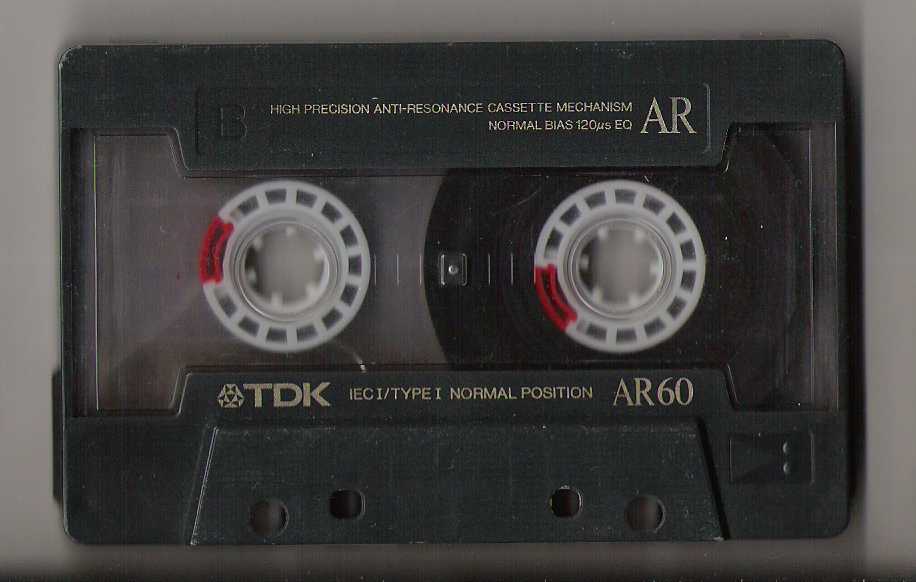 B
HIGH PRECISION ANTI-RESONANCE CASSETTE MECHANISM
NORMAL BIAS 120µs EQ
AR
TDK IEC I/TYPE I NORMAL POSITION AR60